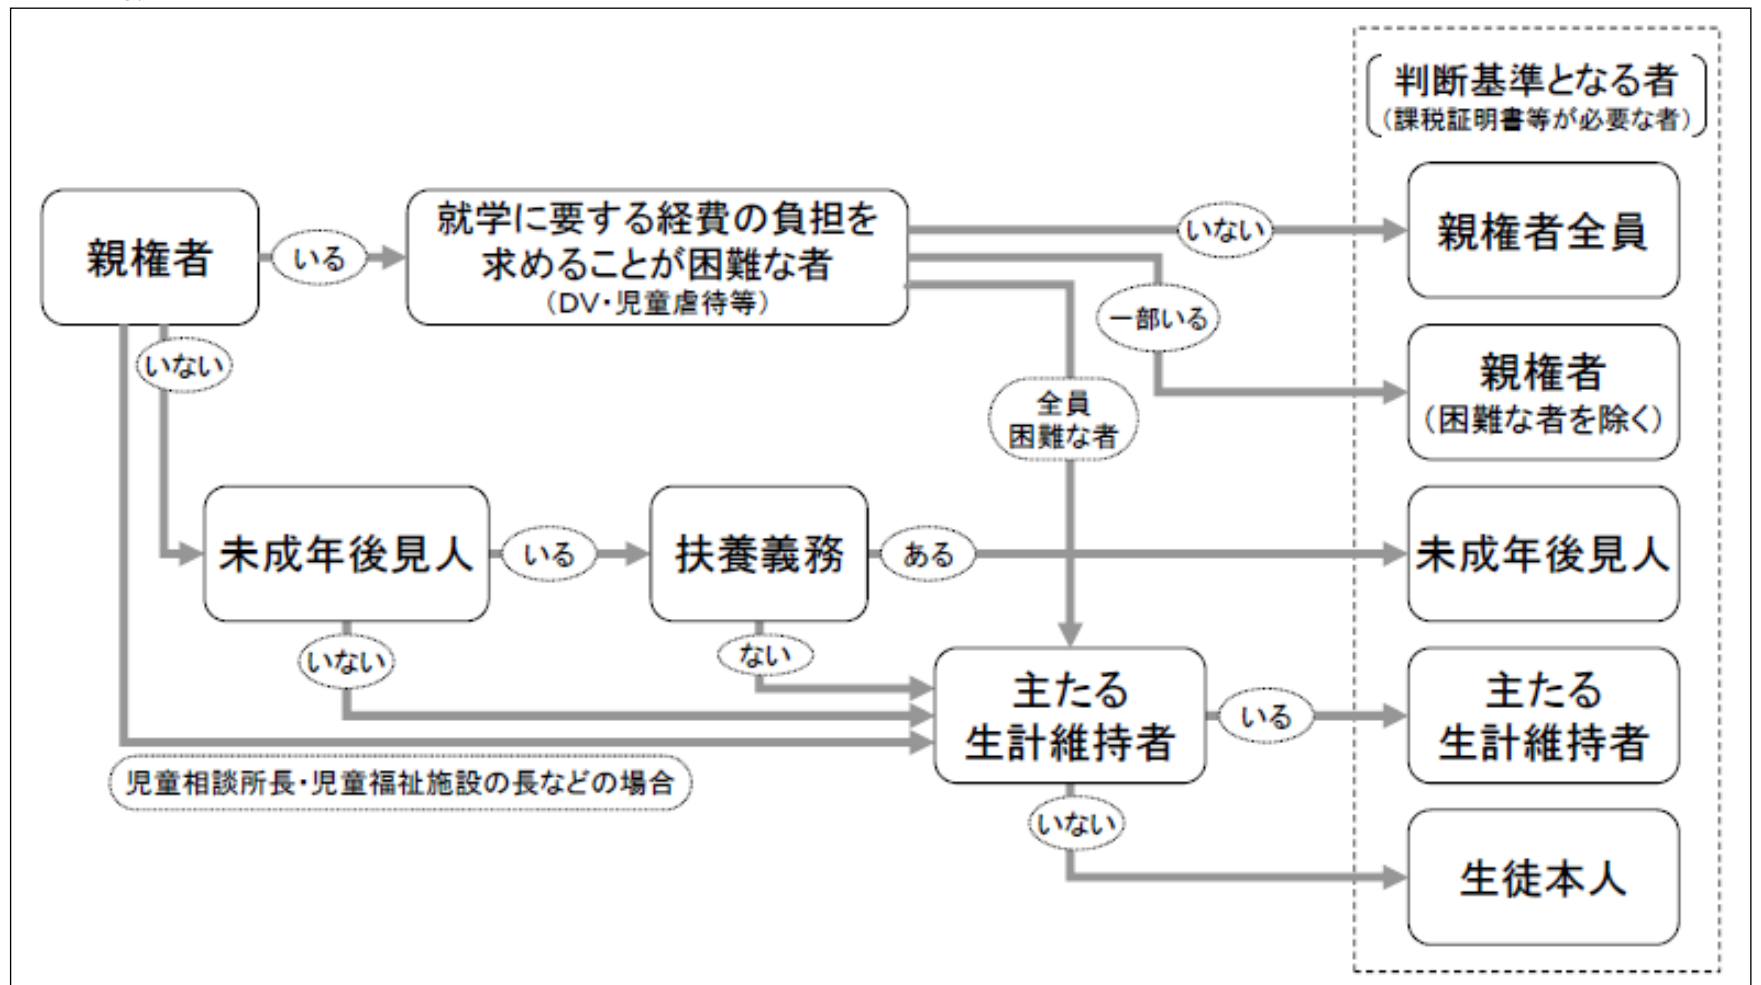 判断基準となる者
（課税証明書等が必要な者）
親権者
いる
就学に要する経費の負担を
求めることが困難な者
（DV・児童虐待等）
いない
親権者全員
一部いる
親権者
（困難な者を除く）
全員
困難な者
いない
未成年後見人
いる
扶養義務
ある
未成年後見人
いない
ない
主たる
生計維持者
いる
主たる
生計維持者
児童相談所長・児童福祉施設の長などの場合
いない
生徒本人